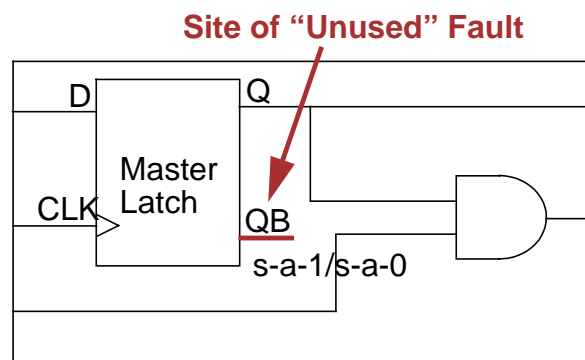 Site of “Unused” Fault
D
Q
Master
Latch
CLK
QB
s-a-1/s-a-0